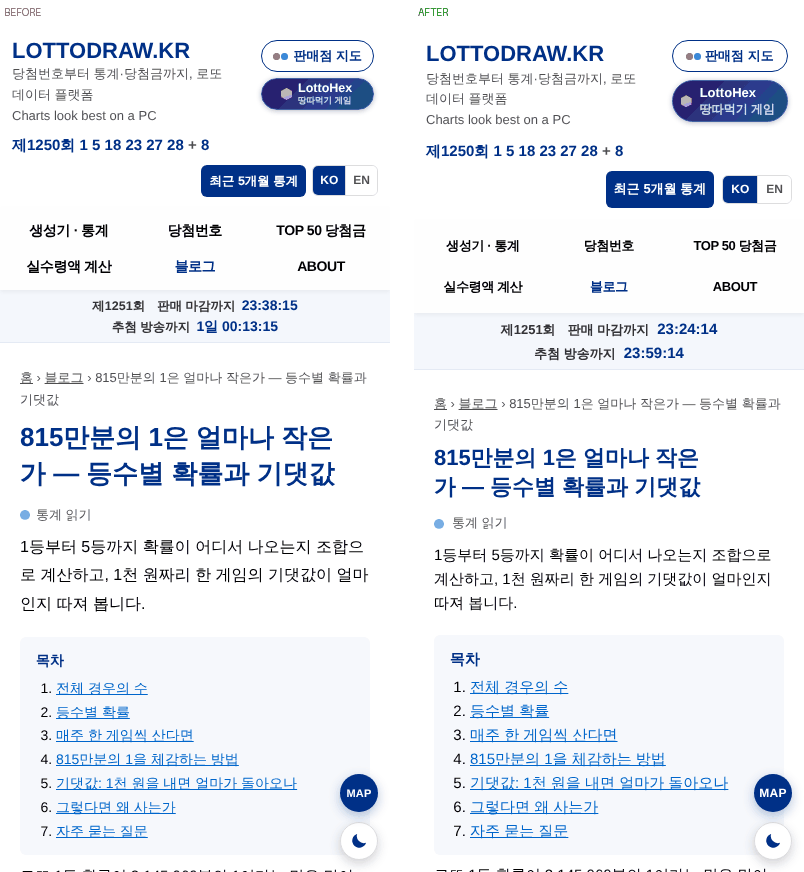 BEFORE
LOTTODRAW.KR
당첨번호부터 통계·당첨금까지, 로또
데이터 플랫폼
Charts look best on a PC
판매점 지도
LottoHex
땅따먹기 게임
제1250회 1 5 18 23 27 28 + 8
최근 5개월 통계
KO EN
생성기 · 통계 당첨번호 TOP 50 당첨금
실수령액 계산 블로그 ABOUT
제1251회 판매 마감까지 23:38:15
추첨 방송까지 1일 00:13:15
홈 › 블로그 › 815만분의 1은 얼마나 작은가 — 등수별 확률과
기댓값
815만분의 1은 얼마나 작은
가 — 등수별 확률과 기댓값
통계 읽기
1등부터 5등까지 확률이 어디서 나오는지 조합으
로 계산하고, 1천 원짜리 한 게임의 기댓값이 얼마
인지 따져 봅니다.
목차
1. 전체 경우의 수
2. 등수별 확률
3. 매주 한 게임씩 산다면
4. 815만분의 1을 체감하는 방법
5. 기댓값: 1천 원을 내면 얼마가 돌아오나
6. 그렇다면 왜 사는가
7. 자주 묻는 질문
MAP
AFTER
LOTTODRAW.KR
당첨번호부터 통계·당첨금까지, 로또
데이터 플랫폼
Charts look best on a PC
판매점 지도
LottoHex
땅따먹기 게임
제1250회 1 5 18 23 27 28 + 8
최근 5개월 통계
KO EN
생성기 · 통계 당첨번호 TOP 50 당첨금
실수령액 계산 블로그 ABOUT
제1251회 판매 마감까지 23:24:14
추첨 방송까지 23:59:14
홈 › 블로그 › 815만분의 1은 얼마나 작은가 — 등수별 확률과
기댓값
815만분의 1은 얼마나 작은
가 — 등수별 확률과 기댓값
통계 읽기
1등부터 5등까지 확률이 어디서 나오는지 조합으로
계산하고, 1천 원짜리 한 게임의 기댓값이 얼마인지
따져 봅니다.
목차
1. 전체 경우의 수
2. 등수별 확률
3. 매주 한 게임씩 산다면
4. 815만분의 1을 체감하는 방법
5. 기댓값: 1천 원을 내면 얼마가 돌아오나
6. 그렇다면 왜 사는가
7. 자주 묻는 질문
MAP